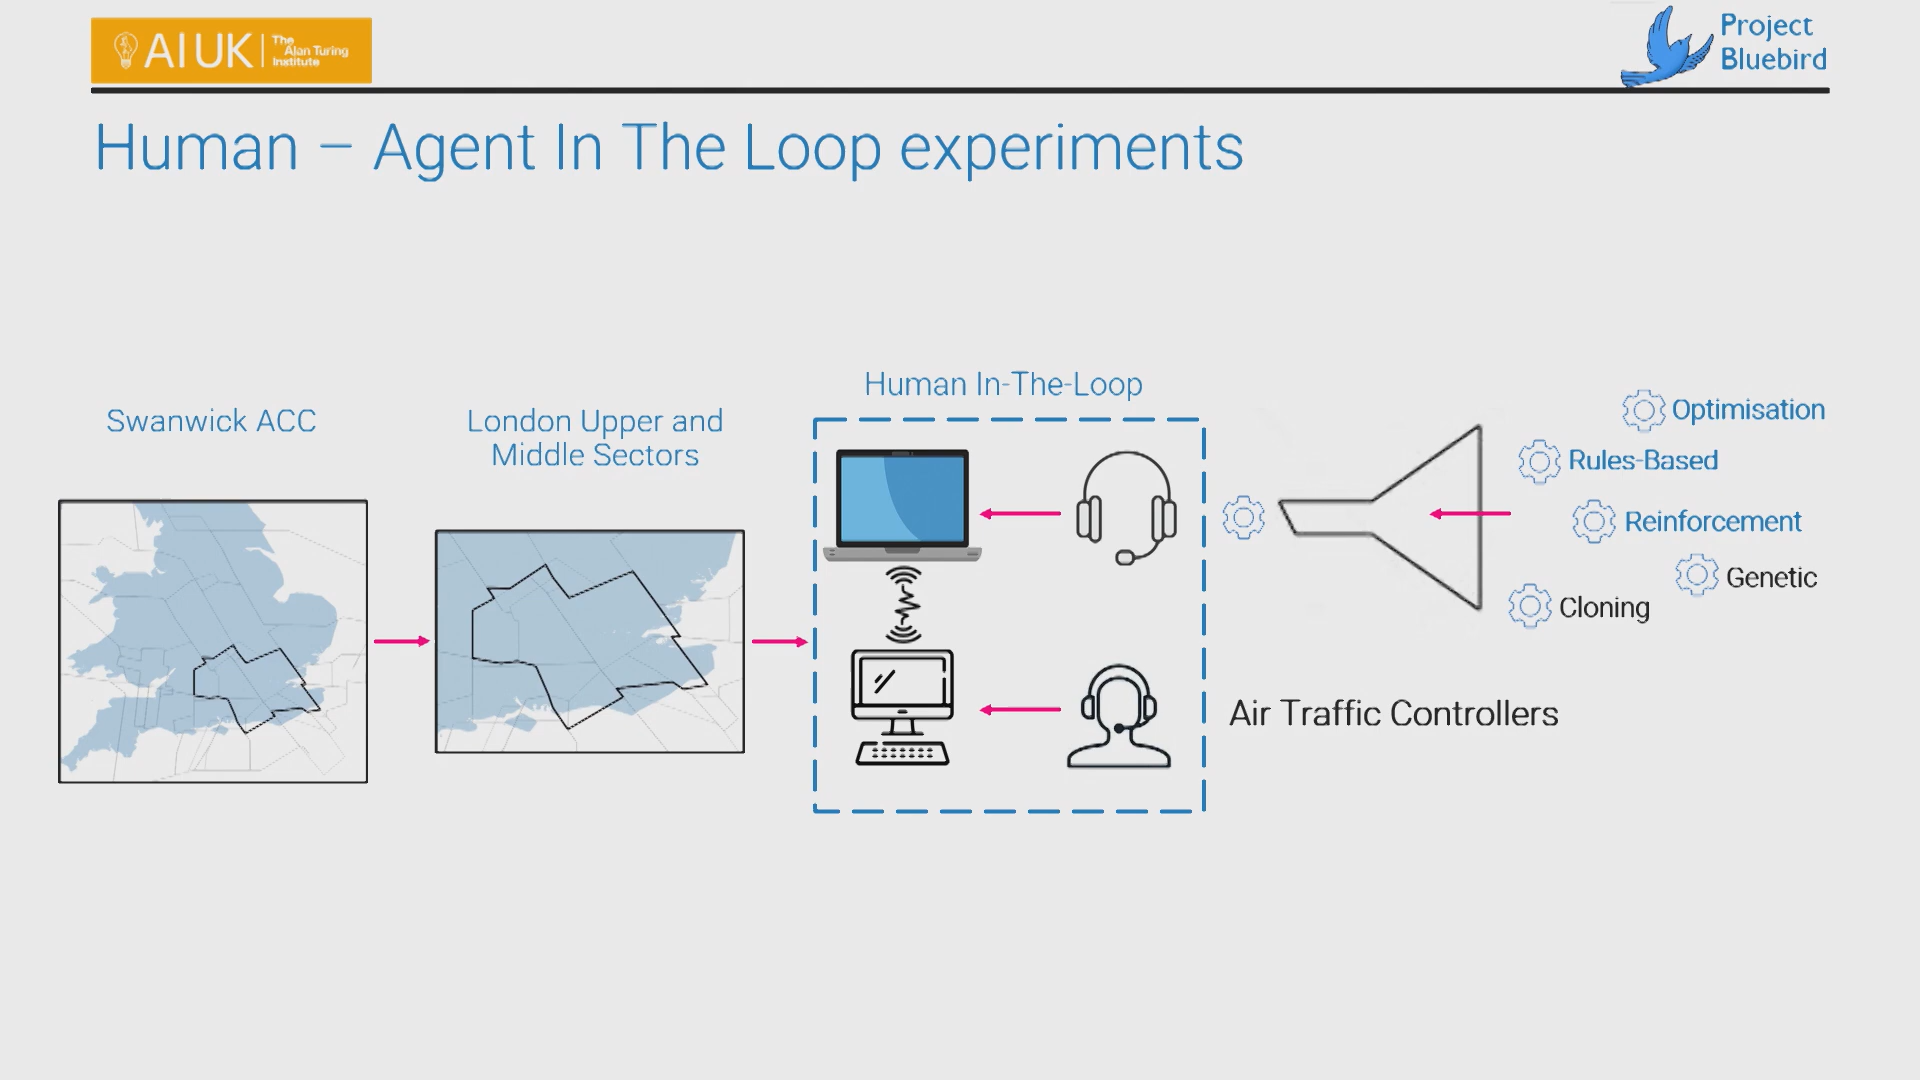 AI UK
The
Alan Turing
Institute
Project
Bluebird
Human – Agent In The Loop experiments
Swanwick ACC
London Upper and
Middle Sectors
Human In-The-Loop
Optimisation
Rules-Based
Reinforcement
Genetic
Cloning
Air Traffic Controllers